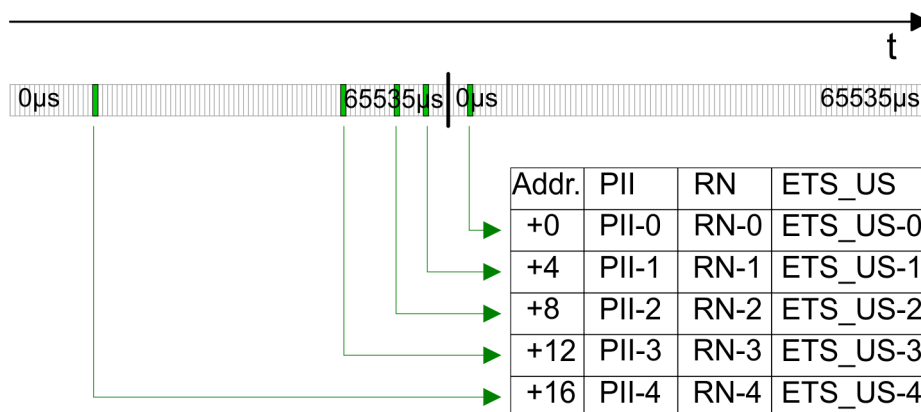 t
0µs 65535µs 0µs 65535µs
Addr. PII RN ETS_US
+0 PII-0 RN-0 ETS_US-0
+4 PII-1 RN-1 ETS_US-1
+8 PII-2 RN-2 ETS_US-2
+12 PII-3 RN-3 ETS_US-3
+16 PII-4 RN-4 ETS_US-4